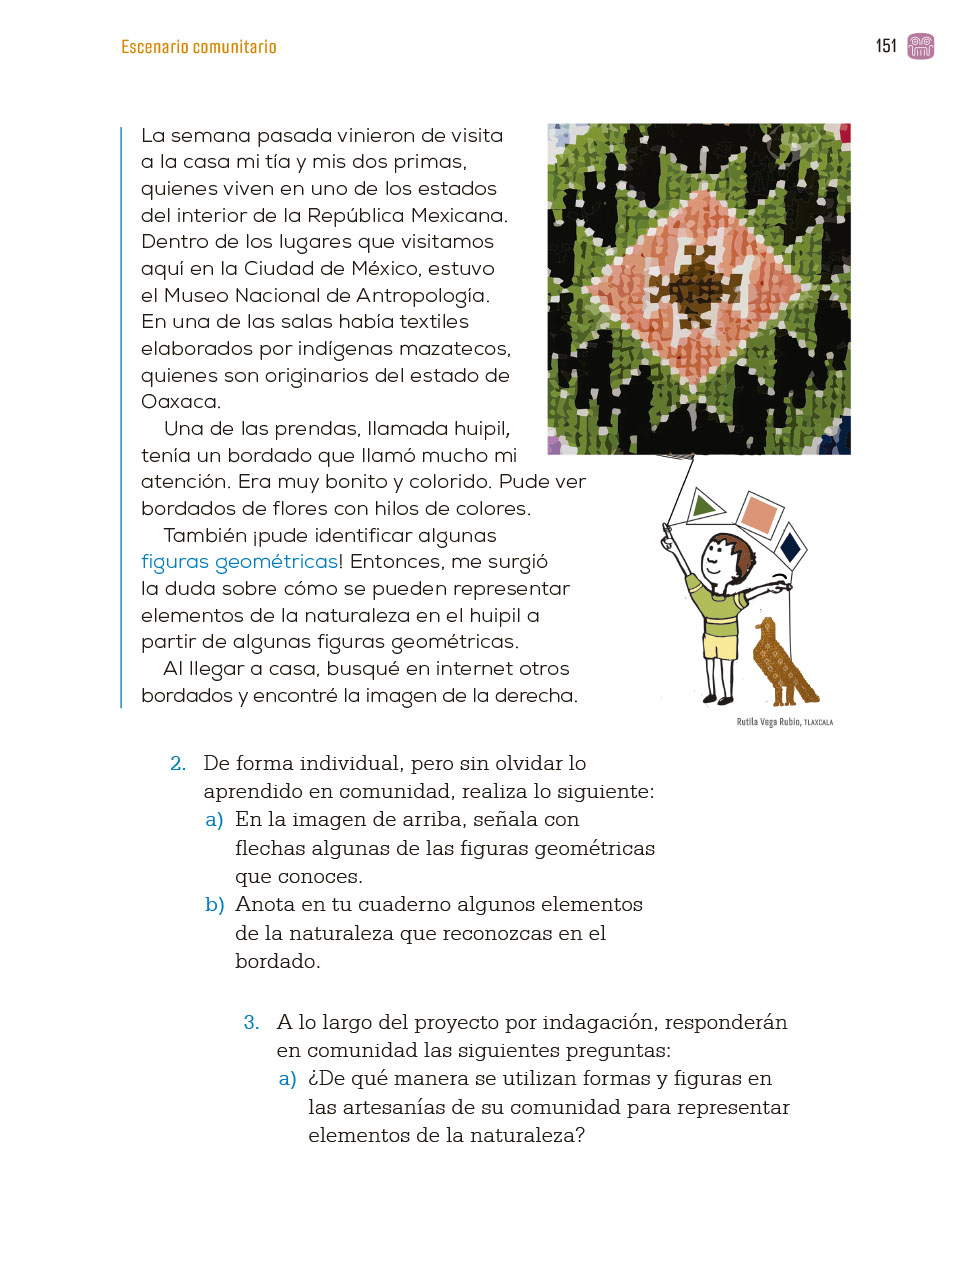 Escenario comunitario
151
La semana pasada vinieron de visita
a la casa mi tía y mis dos primas,
quienes viven en uno de los estados
del interior de la República Mexicana.
Dentro de los lugares que visitamos
aquí en la Ciudad de México, estuvo
el Museo Nacional de Antropología.
En una de las salas había textiles
elaborados por indígenas mazatecos,
quienes son originarios del estado de
Oaxaca.
Una de las prendas, llamada huipil,
tenía un bordado que llamó mucho mi
atención. Era muy bonito y colorido. Pude ver
bordados de flores con hilos de colores.
También ¡pude identificar algunas
figuras geométricas! Entonces, me surgió
la duda sobre cómo se pueden representar
elementos de la naturaleza en el huipil a
partir de algunas figuras geométricas.
Al llegar a casa, busqué en internet otros
bordados y encontré la imagen de la derecha.
Rutila Vega Rubio, TLAXCALA
2. De forma individual, pero sin olvidar lo
aprendido en comunidad, realiza lo siguiente:
a) En la imagen de arriba, señala con
flechas algunas de las figuras geométricas
que conoces.
b) Anota en tu cuaderno algunos elementos
de la naturaleza que reconozcas en el
bordado.
3. A lo largo del proyecto por indagación, responderán
en comunidad las siguientes preguntas:
a) ¿De qué manera se utilizan formas y figuras en
las artesanías de su comunidad para representar
elementos de la naturaleza?